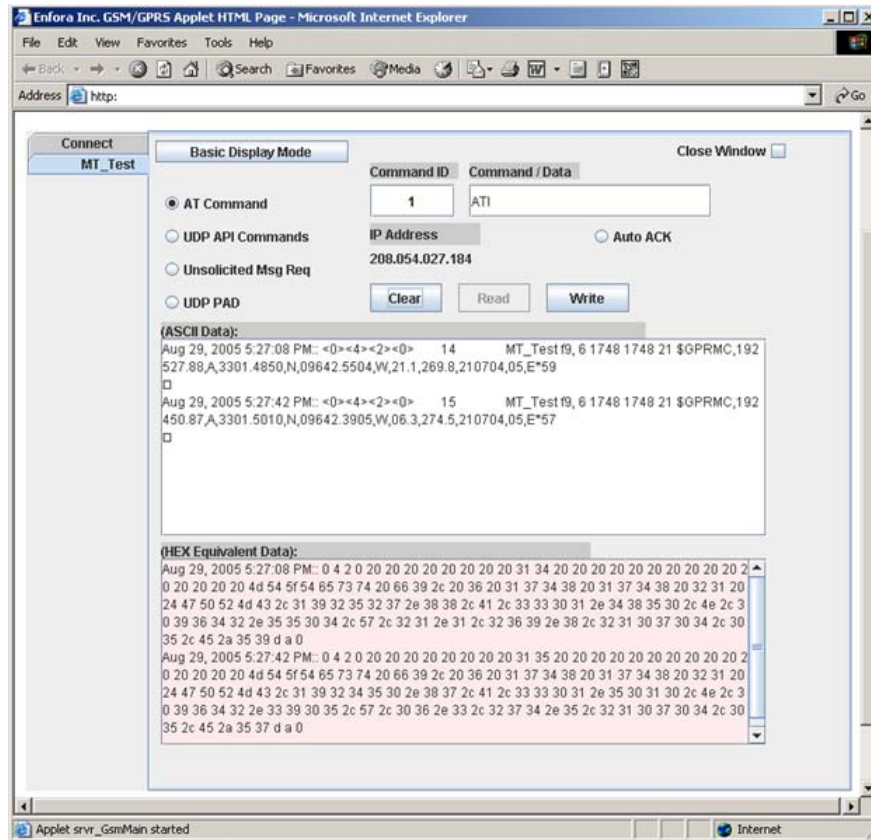 Enfora Inc. GSM/GPRS Applet HTML Page - Microsoft Internet Explorer
File Edit View Favorites Tools Help
Back Search Favorites Media
Address http: Go
Connect
MT_Test
Basic Display Mode
Close Window
Command ID Command / Data
AT Command
1 ATI
UDP API Commands
IP Address
Auto ACK
208.054.027.184
Unsolicited Msg Req
UDP PAD
Clear Read Write
(ASCII Data):
Aug 29, 2005 5:27:08 PM:: <0><4><2><0> 14 MT_Test f9, 6 1748 1748 21 $GPRMC,192
527.88,A,3301.4850,N,09642.5504,W,21.1,269.8,210704,05,E*59
Aug 29, 2005 5:27:42 PM:: <0><4><2><0> 15 MT_Test f9, 6 1748 1748 21 $GPRMC,192
450.87,A,3301.5010,N,09642.3905,W,06.3,274.5,210704,05,E*57
(HEX Equivalent Data):
Aug 29, 2005 5:27:08 PM:: 0 4 2 0 20 20 20 20 20 20 20 20 31 34 20 20 20 20 20 20 20 20 20 2
0 20 20 20 20 4d 54 5f 54 65 73 74 20 66 39 2c 20 36 20 31 37 34 38 20 31 37 34 38 20 32 31 20
24 47 50 52 4d 43 2c 31 39 32 35 32 37 2e 38 38 2c 41 2c 33 33 30 31 2e 34 38 35 30 2c 4e 2c 3
0 39 36 34 32 2e 35 35 30 34 2c 57 2c 32 31 2e 31 2c 32 36 39 2e 38 2c 32 31 30 37 30 34 2c 30
35 2c 45 2a 35 39 d a 0
Aug 29, 2005 5:27:42 PM:: 0 4 2 0 20 20 20 20 20 20 20 20 31 35 20 20 20 20 20 20 20 20 20 2
0 20 20 20 20 4d 54 5f 54 65 73 74 20 66 39 2c 20 36 20 31 37 34 38 20 31 37 34 38 20 32 31 20
24 47 50 52 4d 43 2c 31 39 32 34 35 30 2e 38 37 2c 41 2c 33 33 30 31 2e 35 30 31 30 2c 4e 2c 3
0 39 36 34 32 2e 33 39 30 35 2c 57 2c 30 36 2e 33 2c 32 37 34 2e 35 2c 32 31 30 37 30 34 2c 30
35 2c 45 2a 35 37 d a 0
Applet srvr_GsmMain started
Internet